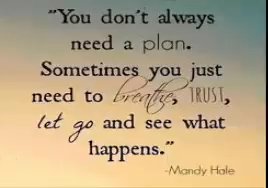 "You don't always
need a plan.
Sometimes you just
need to breathe, TRUST,
let go and see what
happens."
-Mandy Hale